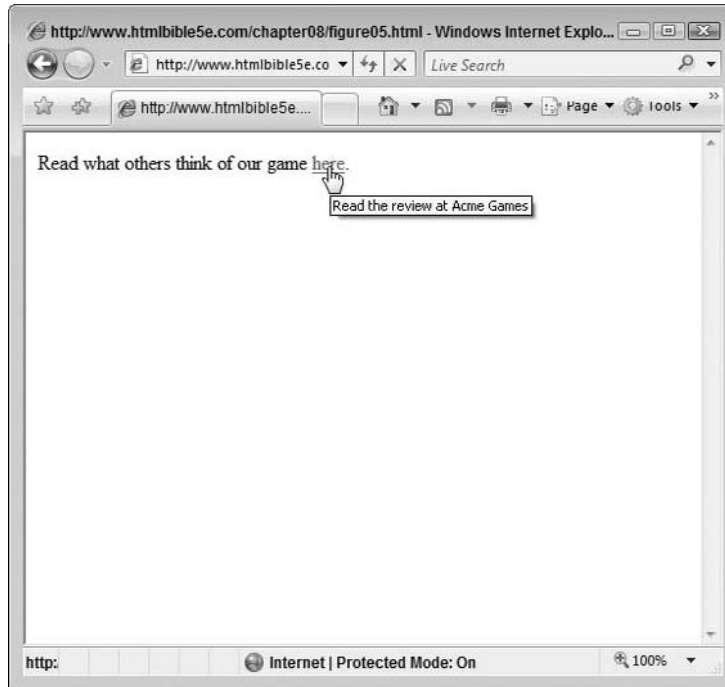 http://www.htmlbible5e.com/chapter08/figure05.html - Windows Internet Explo...
http://www.htmlbible5e.co
Live Search
http://www.htmlbible5e....
Page
Tools
Read what others think of our game here.
Read the review at Acme Games
http:
Internet | Protected Mode: On
100%